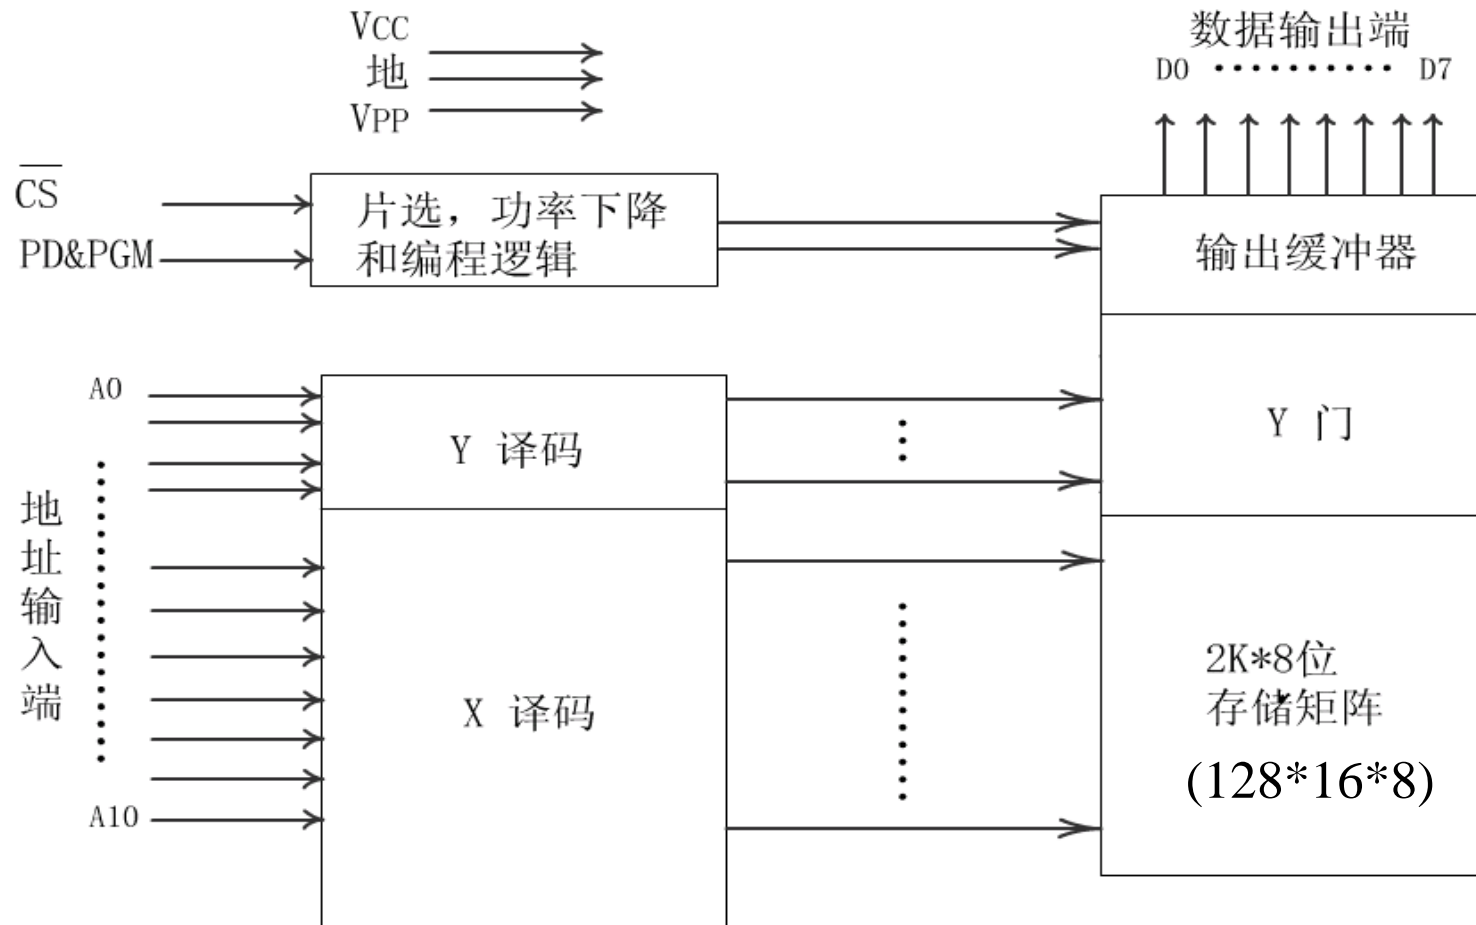 VCC
地
VPP
数据输出端
D0 ·········· D7
CS
PD&PGM
片选，功率下降
和编程逻辑
输出缓冲器
A0
Y 译码
Y 门
地址输入端
X 译码
2K*8位
存储矩阵
(128*16*8)
A10